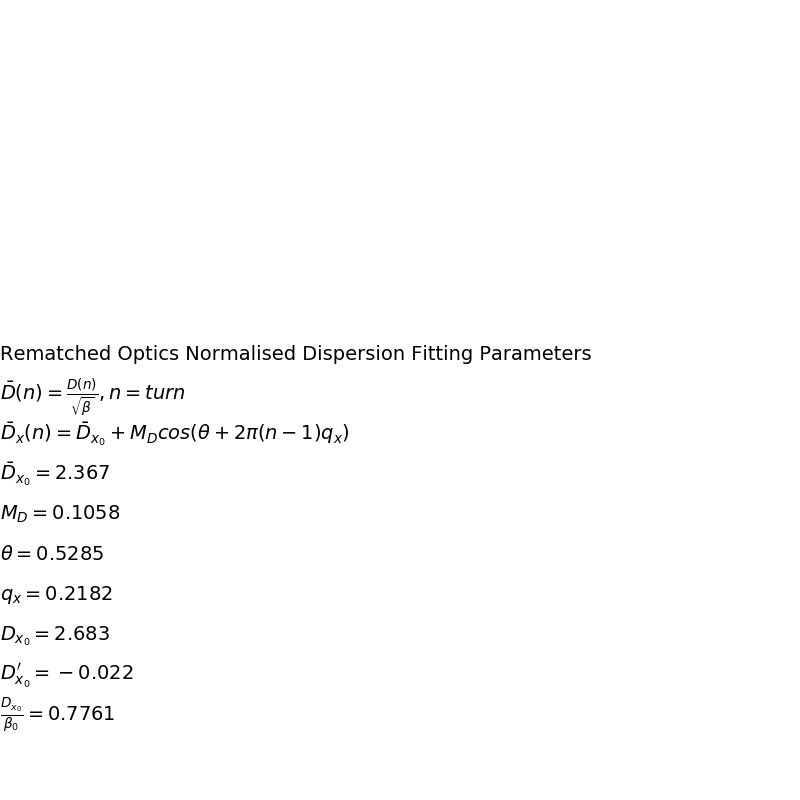 Rematched Optics Normalised Dispersion Fitting Parameters
$\bar{D}(n) = \frac{D(n)}{\sqrt{\beta}}, n = turn$
$\bar{D}_x(n) = \bar{D}_{x_0} + M_D cos(\theta + 2\pi(n-1)q_x)$
$\bar{D}_{x_0} = 2.367$
$M_D = 0.1058$
$\theta = 0.5285$
$q_x = 0.2182$
$D_{x_0} = 2.683$
$D'_{x_0} = -0.022$
$\frac{D_{x_0}}{\beta_0} = 0.7761$